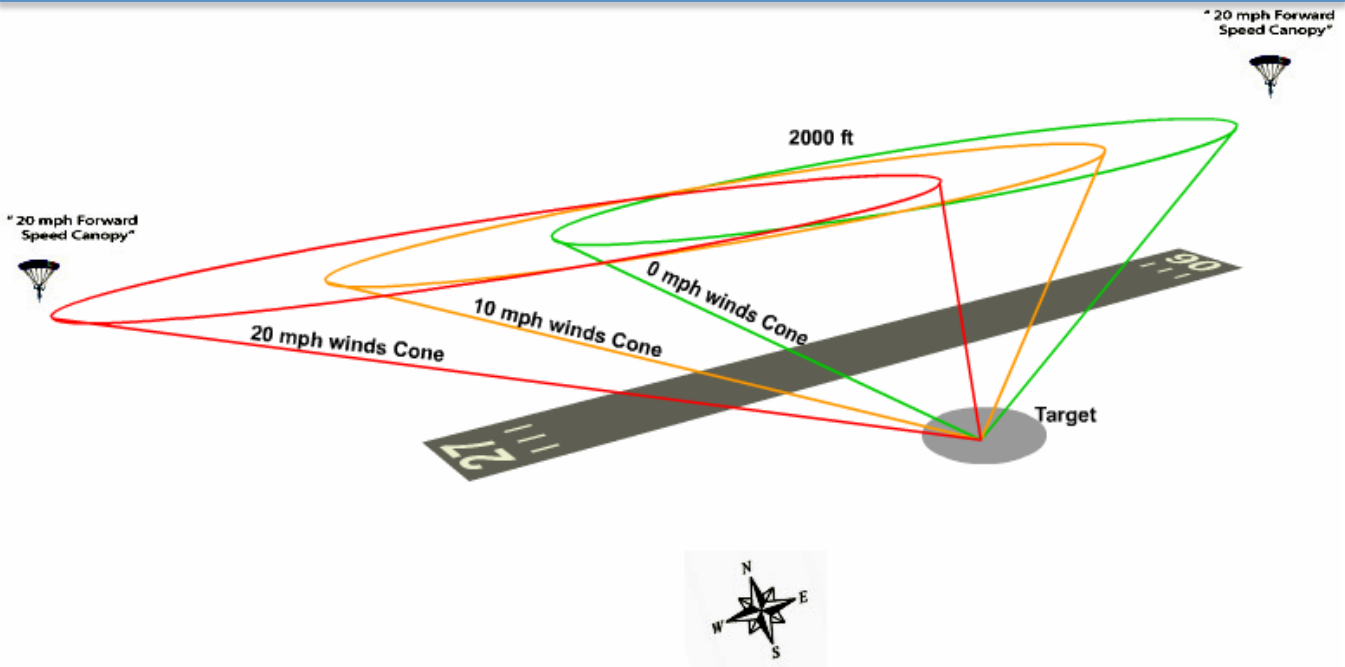 " 20 mph Forward
Speed Canopy"
2000 ft
" 20 mph Forward
Speed Canopy"
0 mph winds Cone
10 mph winds Cone
20 mph winds Cone
09
27
Target
N
E
W
S